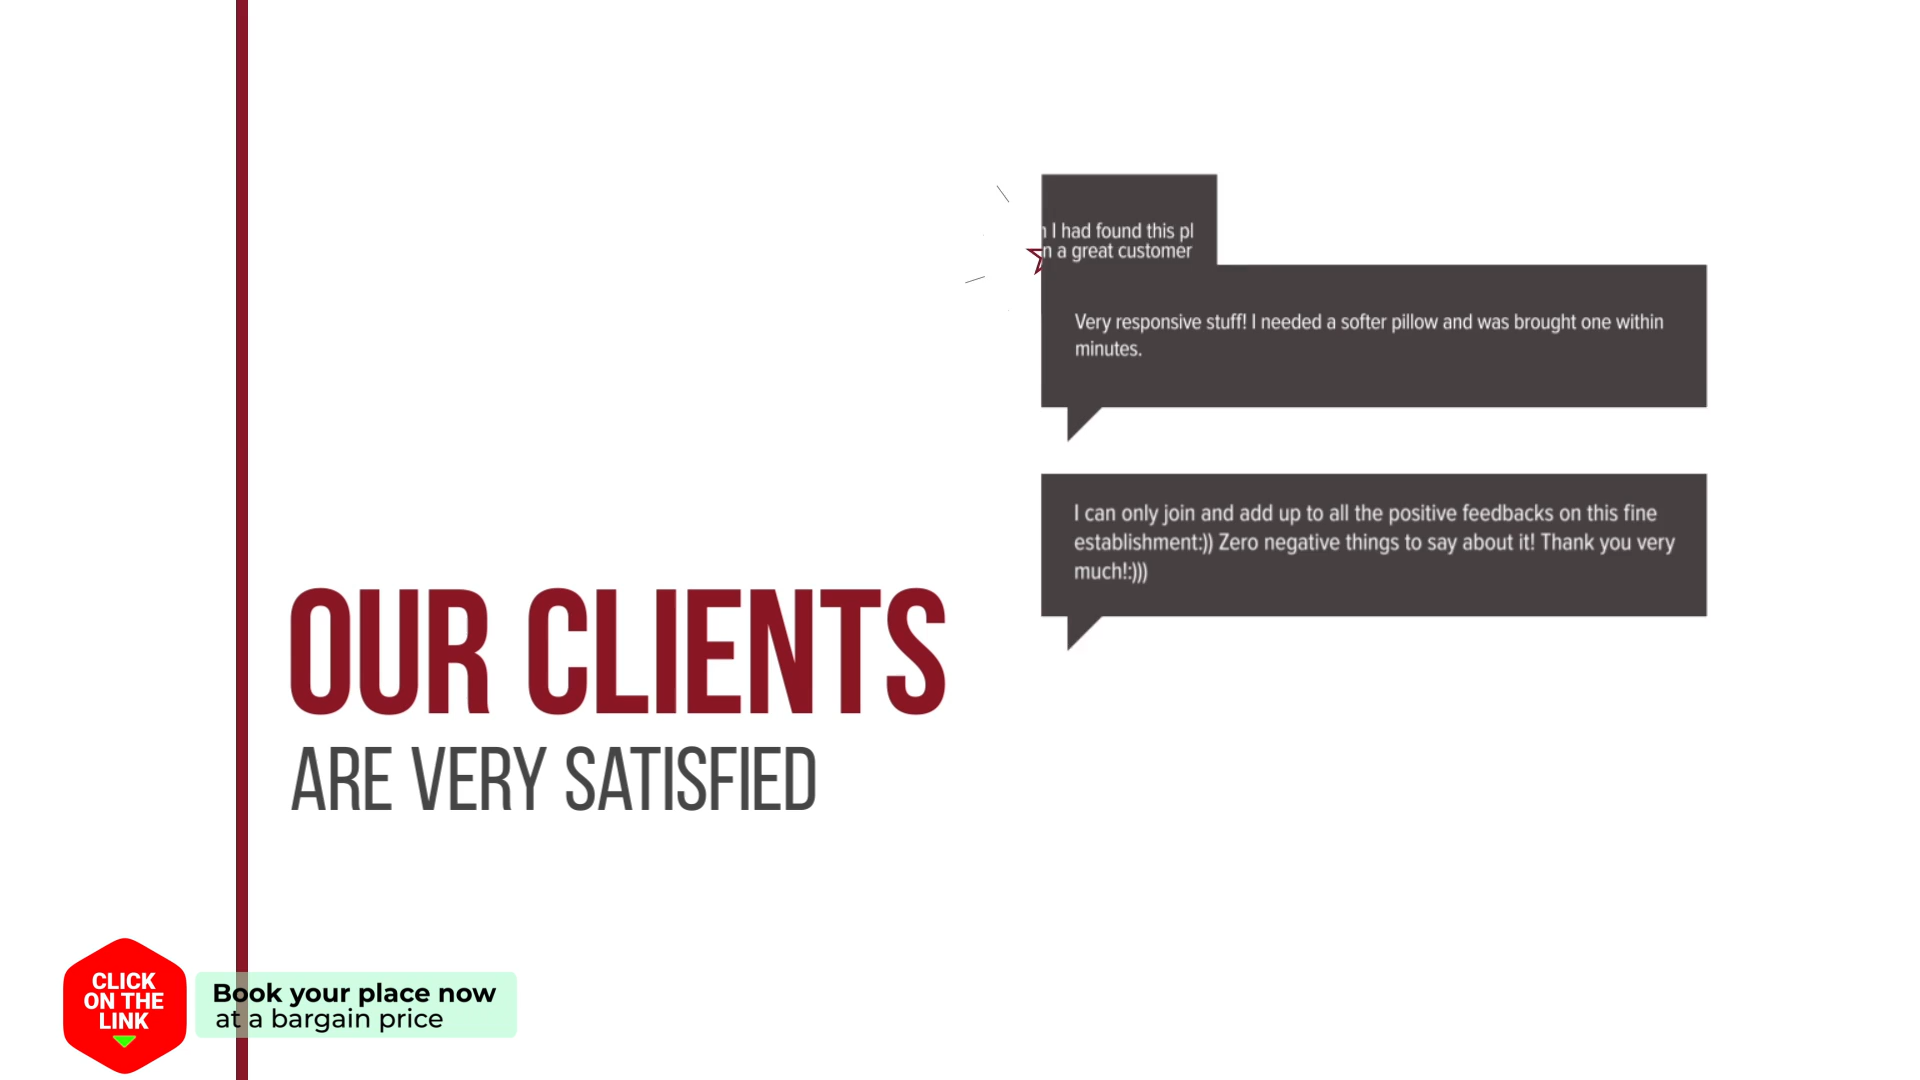 I had found this pl
a great customer
Very responsive stuff! I needed a softer pillow and was brought one within
minutes.
I can only join and add up to all the positive feedbacks on this fine
establishment:)) Zero negative things to say about it! Thank you very
much!:)))
OUR CLIENTS
ARE VERY SATISFIED
CLICK
ON THE
LINK
Book your place now
at a bargain price